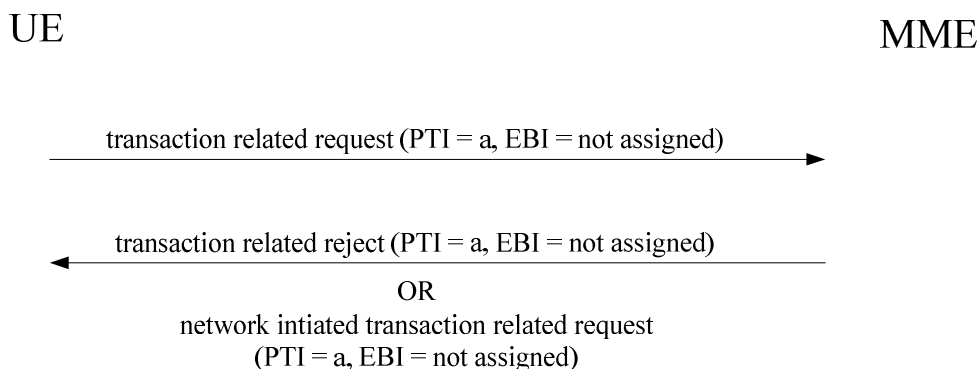 UE
MME
transaction related request (PTI = a, EBI = not assigned)
transaction related reject (PTI = a, EBI = not assigned)
OR
network intiated transaction related request
(PTI = a, EBI = not assigned)